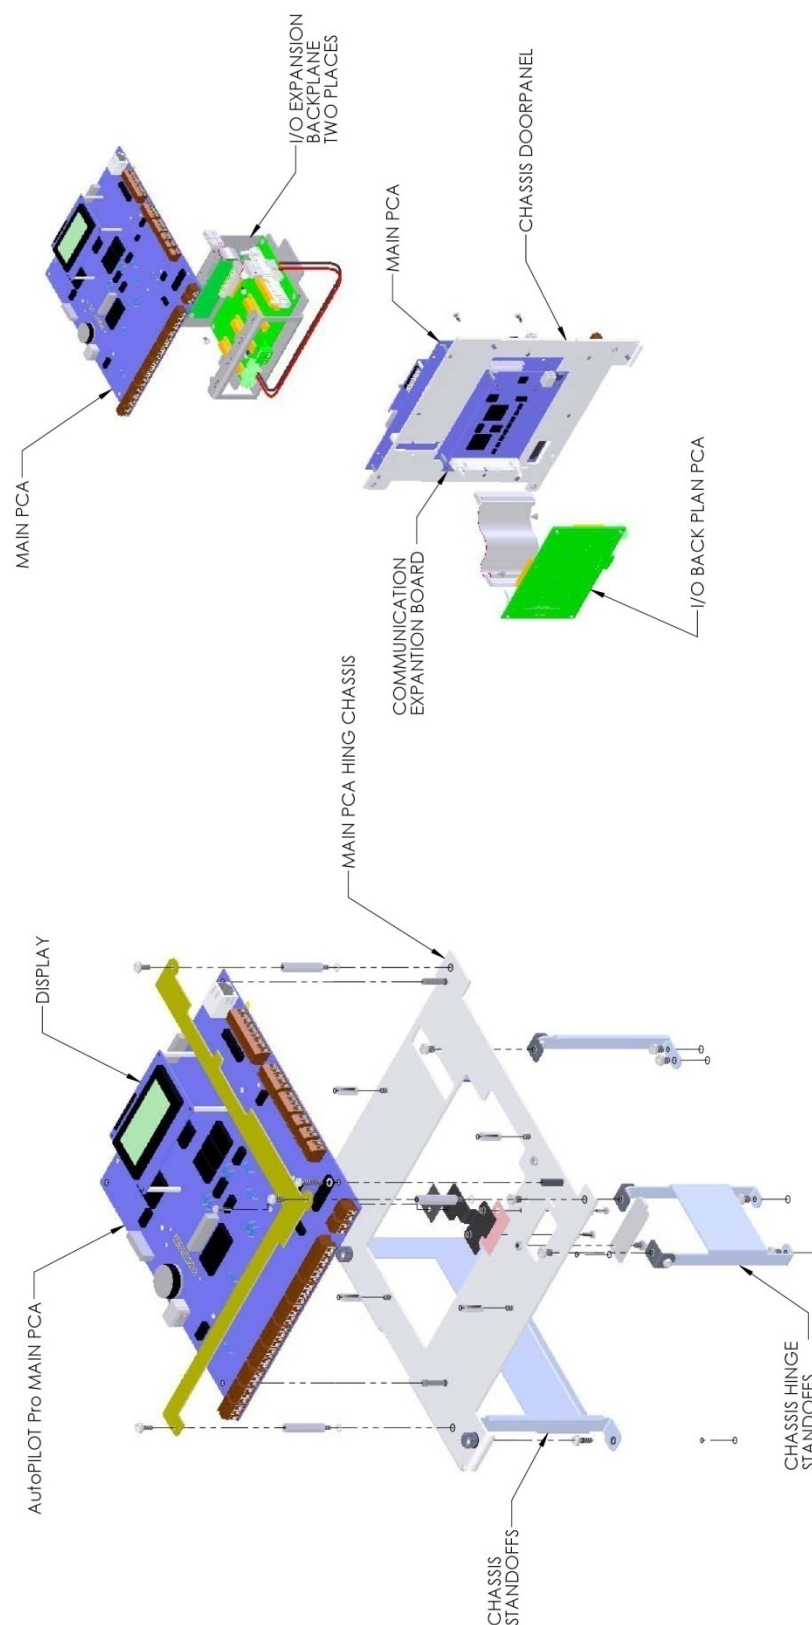 MAIN PCA
I/O EXPANSION
BACKPLANE
TWO PLACES
MAIN PCA
CHASSIS DOORPANEL
COMMUNICATION
EXPANTION BOARD
I/O BACK PLAN PCA
AutoPILOT Pro MAIN PCA
DISPLAY
MAIN PCA HING CHASSIS
CHASSIS
STANDOFFS
CHASSIS HINGE
STANDOFFS